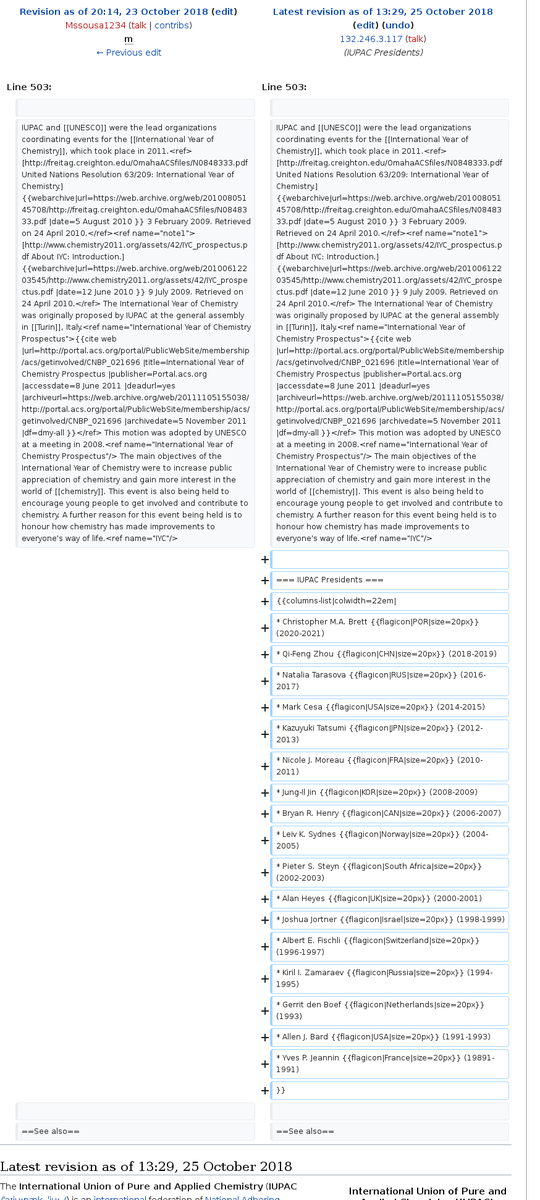 Revision as of 20:14, 23 October 2018 (edit)
Mssousa1234 (talk | contribs)
m
← Previous edit
Latest revision as of 13:29, 25 October 2018
(edit) (undo)
132.246.3.117 (talk)
(IUPAC Presidents)
Line 503:
Line 503:
IUPAC and [[UNESCO]] were the lead organizations
coordinating events for the [[International Year of
Chemistry]], which took place in 2011.<ref>
[http://freitag.creighton.edu/OmahaACSfiles/N0848333.pdf
United Nations Resolution 63/209: International Year of
Chemistry.]
{{webarchive|url=https://web.archive.org/web/201008051
45708/http://freitag.creighton.edu/OmahaACSfiles/N08483
33.pdf |date=5 August 2010 }} 3 February 2009. Retrieved
on 24 April 2010.</ref><ref name="note1">
[http://www.chemistry2011.org/assets/42/IYC_prospectus.p
df About IYC: Introduction.]
{{webarchive|url=https://web.archive.org/web/201006122
03545/http://www.chemistry2011.org/assets/42/IYC_prospe
ctus.pdf |date=12 June 2010 }} 9 July 2009. Retrieved on
24 April 2010.</ref> The International Year of Chemistry
was originally proposed by IUPAC at the general assembly
in [[Turin]], Italy.<ref name="International Year of Chemistry
Prospectus">{{cite web
|url=http://portal.acs.org/portal/PublicWebSite/membership
/acs/getinvolved/CNBP_021696 |title=International Year of
Chemistry Prospectus |publisher=Portal.acs.org
|accessdate=8 June 2011 |deadurl=yes
|archiveurl=https://web.archive.org/web/20111105155038/
http://portal.acs.org/portal/PublicWebSite/membership/acs/
getinvolved/CNBP_021696 |archivedate=5 November 2011
|df=dmy-all }}</ref> This motion was adopted by UNESCO
at a meeting in 2008.<ref name="International Year of
Chemistry Prospectus"/> The main objectives of the
International Year of Chemistry were to increase public
appreciation of chemistry and gain more interest in the
world of [[chemistry]]. This event is also being held to
encourage young people to get involved and contribute to
chemistry. A further reason for this event being held is to
honour how chemistry has made improvements to
everyone's way of life.<ref name="IYC"/>
IUPAC and [[UNESCO]] were the lead organizations
coordinating events for the [[International Year of
Chemistry]], which took place in 2011.<ref>
[http://freitag.creighton.edu/OmahaACSfiles/N0848333.pdf
United Nations Resolution 63/209: International Year of
Chemistry.]
{{webarchive|url=https://web.archive.org/web/201008051
45708/http://freitag.creighton.edu/OmahaACSfiles/N08483
33.pdf |date=5 August 2010 }} 3 February 2009. Retrieved
on 24 April 2010.</ref><ref name="note1">
[http://www.chemistry2011.org/assets/42/IYC_prospectus.p
df About IYC: Introduction.]
{{webarchive|url=https://web.archive.org/web/201006122
03545/http://www.chemistry2011.org/assets/42/IYC_prospe
ctus.pdf |date=12 June 2010 }} 9 July 2009. Retrieved on
24 April 2010.</ref> The International Year of Chemistry
was originally proposed by IUPAC at the general assembly
in [[Turin]], Italy.<ref name="International Year of Chemistry
Prospectus">{{cite web
|url=http://portal.acs.org/portal/PublicWebSite/membership
/acs/getinvolved/CNBP_021696 |title=International Year of
Chemistry Prospectus |publisher=Portal.acs.org
|accessdate=8 June 2011 |deadurl=yes
|archiveurl=https://web.archive.org/web/20111105155038/
http://portal.acs.org/portal/PublicWebSite/membership/acs/
getinvolved/CNBP_021696 |archivedate=5 November 2011
|df=dmy-all }}</ref> This motion was adopted by UNESCO
at a meeting in 2008.<ref name="International Year of
Chemistry Prospectus"/> The main objectives of the
International Year of Chemistry were to increase public
appreciation of chemistry and gain more interest in the
world of [[chemistry]]. This event is also being held to
encourage young people to get involved and contribute to
chemistry. A further reason for this event being held is to
honour how chemistry has made improvements to
everyone's way of life.<ref name="IYC"/>
+
+ === IUPAC Presidents ===
+ {{columns-list|colwidth=22em|
+ * Christopher M.A. Brett {{flagicon|POR|size=20px}}
(2020-2021)
+ * Qi-Feng Zhou {{flagicon|CHN|size=20px}} (2018-2019)
+ * Natalia Tarasova {{flagicon|RUS|size=20px}} (2016-
2017)
+ * Mark Cesa {{flagicon|USA|size=20px}} (2014-2015)
+ * Kazuyuki Tatsumi {{flagicon|JPN|size=20px}} (2012-
2013)
+ * Nicole J. Moreau {{flagicon|FRA|size=20px}} (2010-
2011)
+ * Jung-Il Jin {{flagicon|KOR|size=20px}} (2008-2009)
+ * Bryan R. Henry {{flagicon|CAN|size=20px}} (2006-2007)
+ * Leiv K. Sydnes {{flagicon|Norway|size=20px}} (2004-
2005)
+ * Pieter S. Steyn {{flagicon|South Africa|size=20px}}
(2002-2003)
+ * Alan Heyes {{flagicon|UK|size=20px}} (2000-2001)
+ * Joshua Jortner {{flagicon|Israel|size=20px}} (1998-1999)
+ * Albert E. Fischli {{flagicon|Switzerland|size=20px}}
(1996-1997)
+ * Kiril I. Zamaraev {{flagicon|Russia|size=20px}} (1994-
1995)
+ * Gerrit den Boef {{flagicon|Netherlands|size=20px}}
(1993)
+ * Allen J. Bard {{flagicon|USA|size=20px}} (1991-1993)
+ * Yves P. Jeannin {{flagicon|France|size=20px}} (19891-
1991)
+ }}
==See also==
==See also==
Latest revision as of 13:29, 25 October 2018
The International Union of Pure and Applied Chemistry (IUPAC
International Union of Pure and